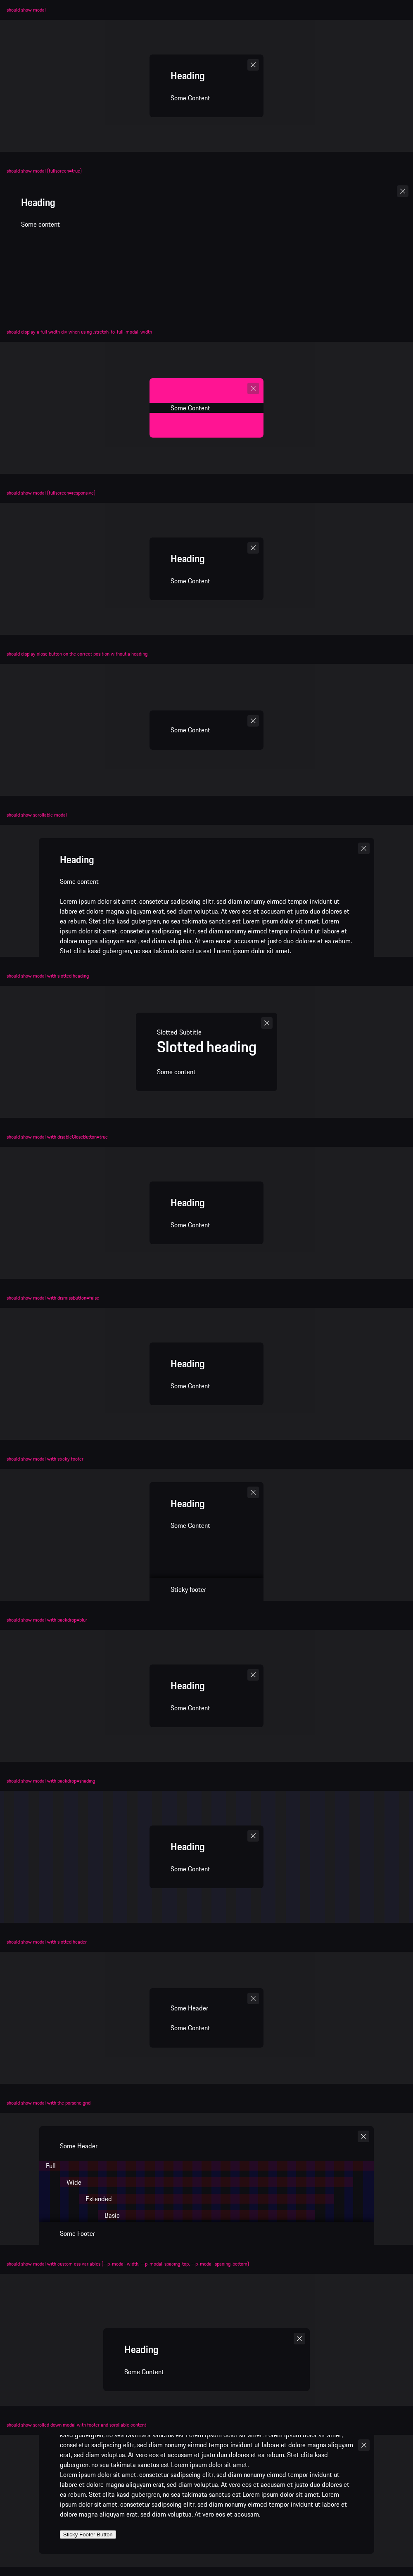 should show modal
Heading
Some Content
should show modal (fullscreen=true)
Heading
Some content
should display a full width div when using .stretch-to-full-modal-width
Some Content
should show modal (fullscreen=responsive)
Heading
Some Content
should display close button on the correct position without a heading
Some Content
should show scrollable modal
Heading
Some content
Lorem ipsum dolor sit amet, consetetur sadipscing elitr, sed diam nonumy eirmod tempor invidunt ut
labore et dolore magna aliquyam erat, sed diam voluptua. At vero eos et accusam et justo duo dolores et
ea rebum. Stet clita kasd gubergren, no sea takimata sanctus est Lorem ipsum dolor sit amet. Lorem
ipsum dolor sit amet, consetetur sadipscing elitr, sed diam nonumy eirmod tempor invidunt ut labore et
dolore magna aliquyam erat, sed diam voluptua. At vero eos et accusam et justo duo dolores et ea rebum.
Stet clita kasd gubergren, no sea takimata sanctus est Lorem ipsum dolor sit amet.
should show modal with slotted heading
Slotted Subtitle
Slotted heading
Some content
should show modal with disableCloseButton=true
Heading
Some Content
should show modal with dismissButton=false
Heading
Some Content
should show modal with sticky footer
Heading
Some Content
Sticky footer
should show modal with backdrop=blur
Heading
Some Content
should show modal with backdrop=shading
Heading
Some Content
should show modal with slotted header
Some Header
Some Content
should show modal with the porsche grid
Some Header
Full
Wide
Extended
Basic
Some Footer
should show modal with custom css variables (--p-modal-width, --p-modal-spacing-top, --p-modal-spacing-bottom)
Heading
Some Content
should show scrolled down modal with footer and scrollable content
kasd gubergren, no sea takimata sanctus est Lorem ipsum dolor sit amet. Lorem ipsum dolor sit amet,
consetetur sadipscing elitr, sed diam nonumy eirmod tempor invidunt ut labore et dolore magna aliquyam
erat, sed diam voluptua. At vero eos et accusam et justo duo dolores et ea rebum. Stet clita kasd
gubergren, no sea takimata sanctus est Lorem ipsum dolor sit amet.
Lorem ipsum dolor sit amet, consetetur sadipscing elitr, sed diam nonumy eirmod tempor invidunt ut
labore et dolore magna aliquyam erat, sed diam voluptua. At vero eos et accusam et justo duo dolores et
ea rebum. Stet clita kasd gubergren, no sea takimata sanctus est Lorem ipsum dolor sit amet. Lorem
ipsum dolor sit amet, consetetur sadipscing elitr, sed diam nonumy eirmod tempor invidunt ut labore et
dolore magna aliquyam erat, sed diam voluptua. At vero eos et accusam.
Sticky Footer Button